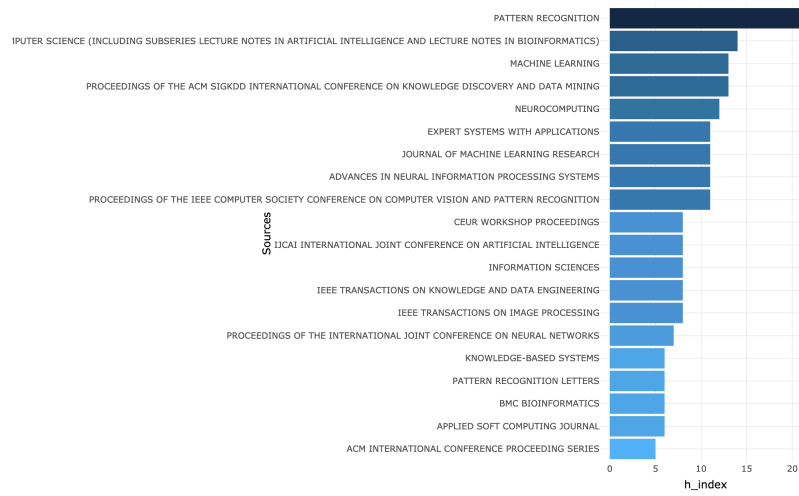 PATTERN RECOGNITION
SCIENCE (INCLUDING SUBSERIES LECTURE NOTES IN ARTIFICIAL INTELLIGENCE AND LECTURE NOTES IN BIOINFORMATICS)
MACHINE LEARNING
PROCEEDINGS OF THE ACM SIGKDD INTERNATIONAL CONFERENCE ON KNOWLEDGE DISCOVERY AND DATA MINING
NEUROCOMPUTING
EXPERT SYSTEMS WITH APPLICATIONS
JOURNAL OF MACHINE LEARNING RESEARCH
ADVANCES IN NEURAL INFORMATION PROCESSING SYSTEMS
PROCEEDINGS OF THE IEEE COMPUTER SOCIETY CONFERENCE ON COMPUTER VISION AND PATTERN RECOGNITION
CEUR WORKSHOP PROCEEDINGS
Sources
IJCAI INTERNATIONAL JOINT CONFERENCE ON ARTIFICIAL INTELLIGENCE
INFORMATION SCIENCES
IEEE TRANSACTIONS ON KNOWLEDGE AND DATA ENGINEERING
IEEE TRANSACTIONS ON IMAGE PROCESSING
PROCEEDINGS OF THE INTERNATIONAL JOINT CONFERENCE ON NEURAL NETWORKS
KNOWLEDGE-BASED SYSTEMS
PATTERN RECOGNITION LETTERS
BMC BIOINFORMATICS
APPLIED SOFT COMPUTING JOURNAL
ACM INTERNATIONAL CONFERENCE PROCEEDING SERIES
0 5 10 15 20
h_index